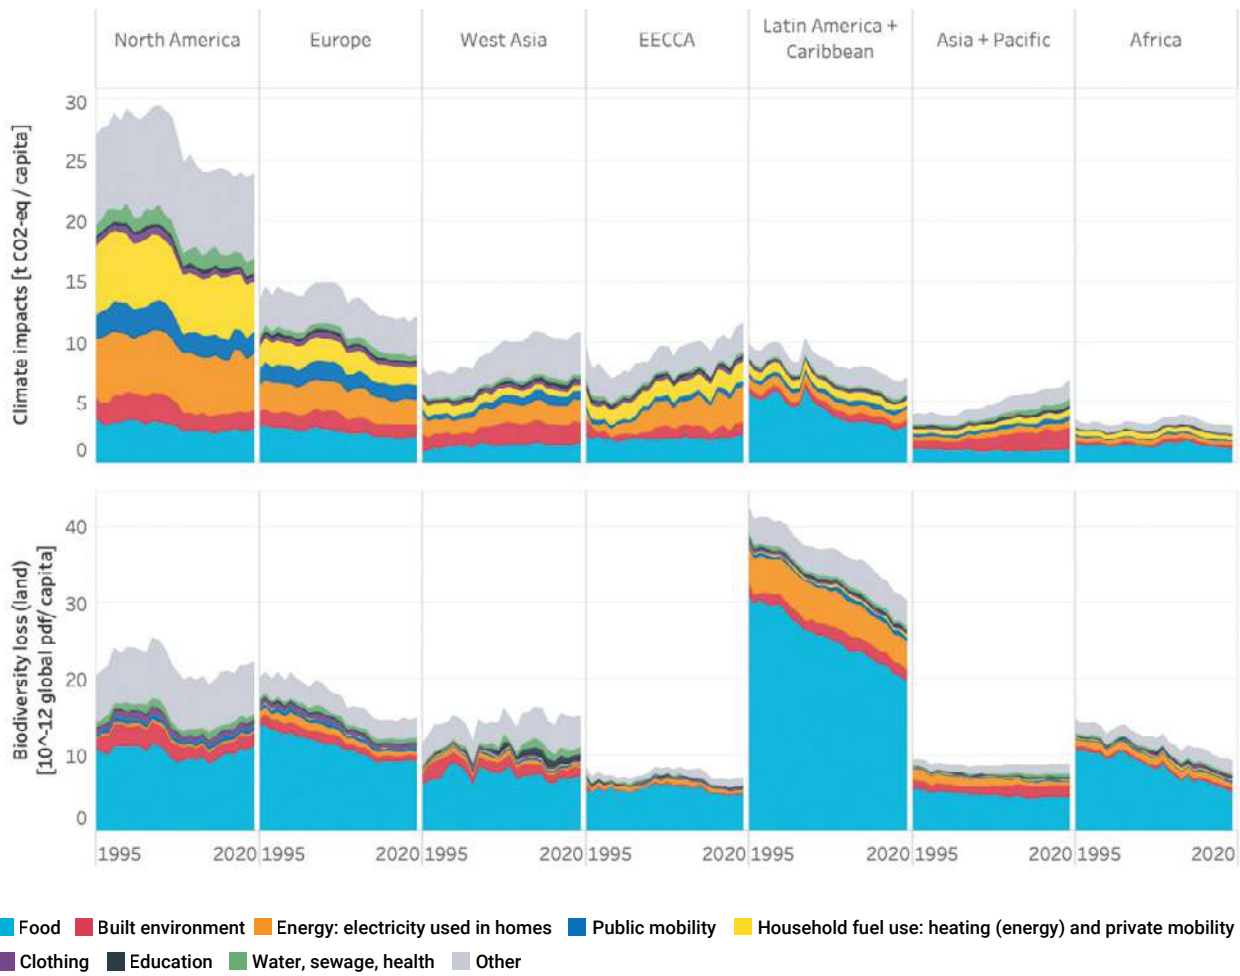 North America Europe West Asia EECCA Latin America + Asia + Pacific Africa
Caribbean
Climate impacts [t CO2-eq / capita]
30
25
20
15
10
5
0
Biodiversity loss (land)
[10^-12 global pdf/ capita]
40
30
20
10
0
1995 2020 1995 2020 1995 2020 1995 2020 1995 2020 1995 2020 1995 2020
Food Built environment Energy: electricity used in homes Public mobility Household fuel use: heating (energy) and private mobility
Clothing Education Water, sewage, health Other